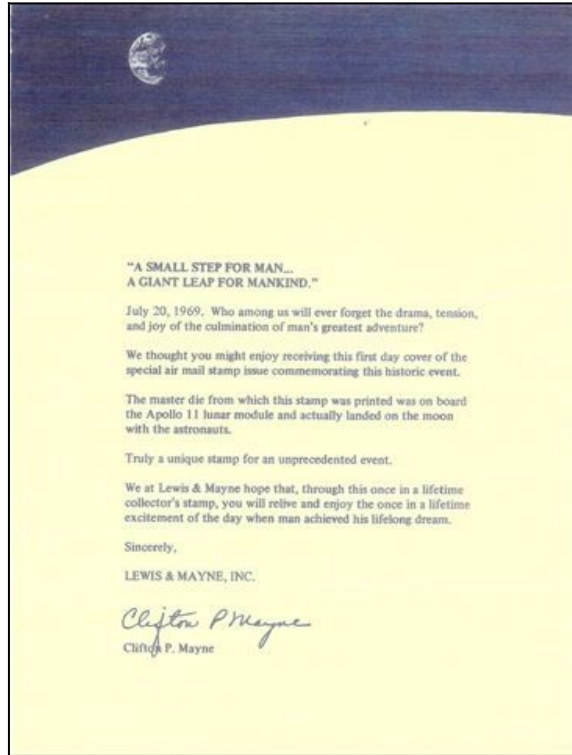 "A SMALL STEP FOR MAN...
A GIANT LEAP FOR MANKIND."
July 20, 1969. Who among us will ever forget the drama, tension,
and joy of the culmination of man's greatest adventure?
We thought you might enjoy receiving this first day cover of the
special air mail stamp issue commemorating this historic event.
The master die from which this stamp was printed was on board
the Apollo 11 lunar module and actually landed on the moon
with the astronauts.
Truly a unique stamp for an unprecedented event.
We at Lewis & Mayne hope that, through this once in a lifetime
collector's stamp, you will relive and enjoy the once in a lifetime
excitement of the day when man achieved his lifelong dream.
Sincerely,
LEWIS & MAYNE, INC.
Clifton P Mayne
Clifton P. Mayne